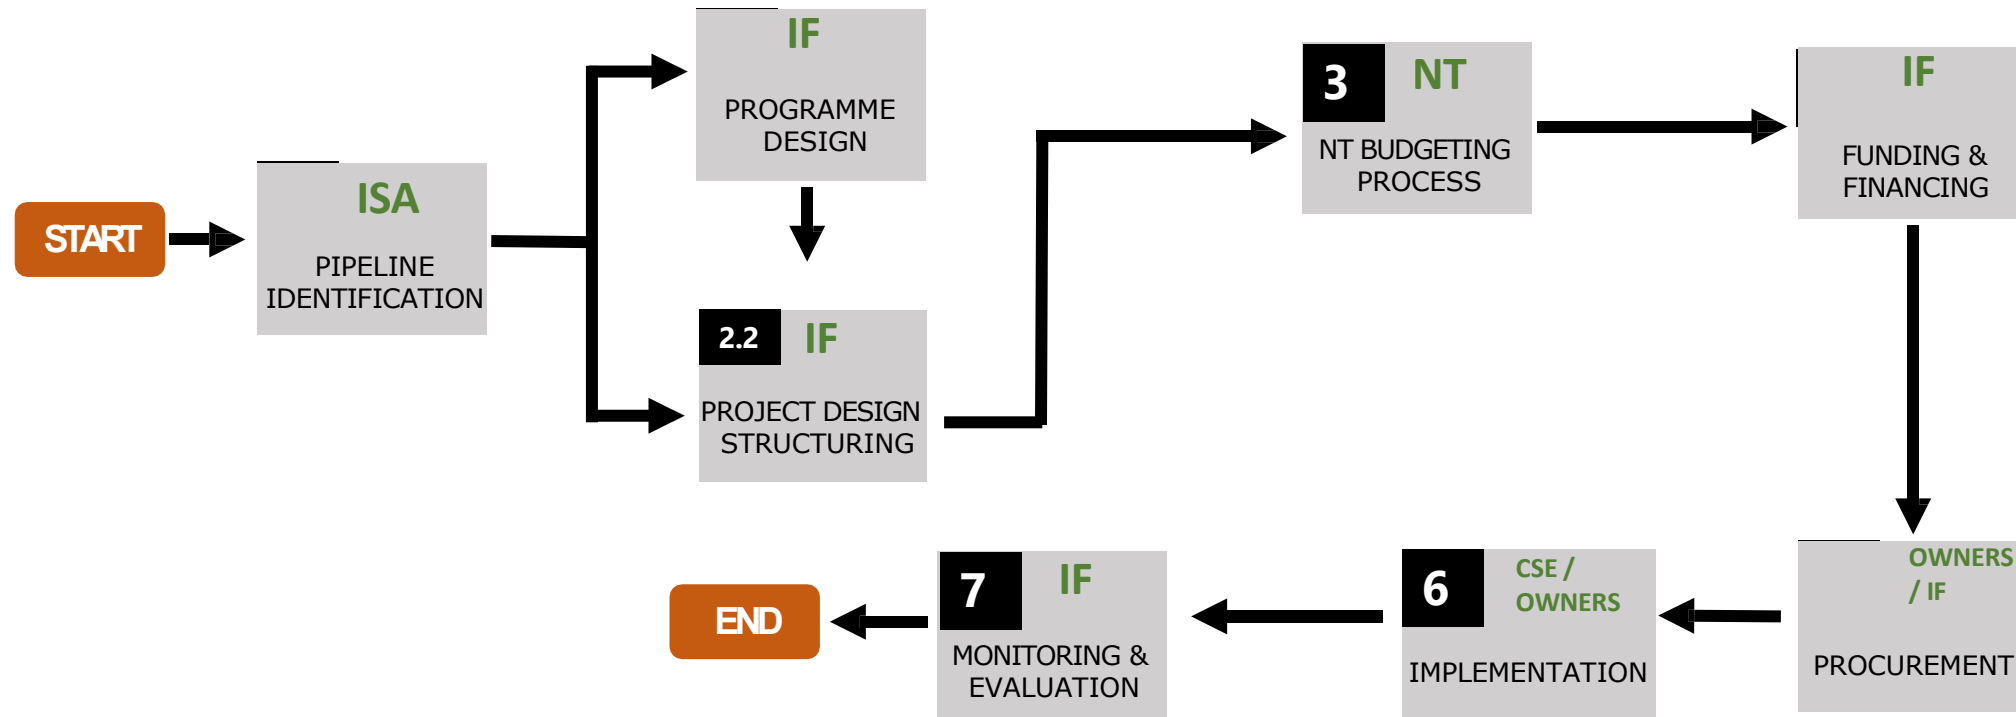 START
ISA
PIPELINE
IDENTIFICATION
IF
PROGRAMME
DESIGN
2.2 IF
PROJECT DESIGN
STRUCTURING
3 NT
NT BUDGETING
PROCESS
IF
FUNDING &
FINANCING
OWNERS
/ IF
PROCUREMENT
6
CSE /
OWNERS
IMPLEMENTATION
7 IF
MONITORING &
EVALUATION
END